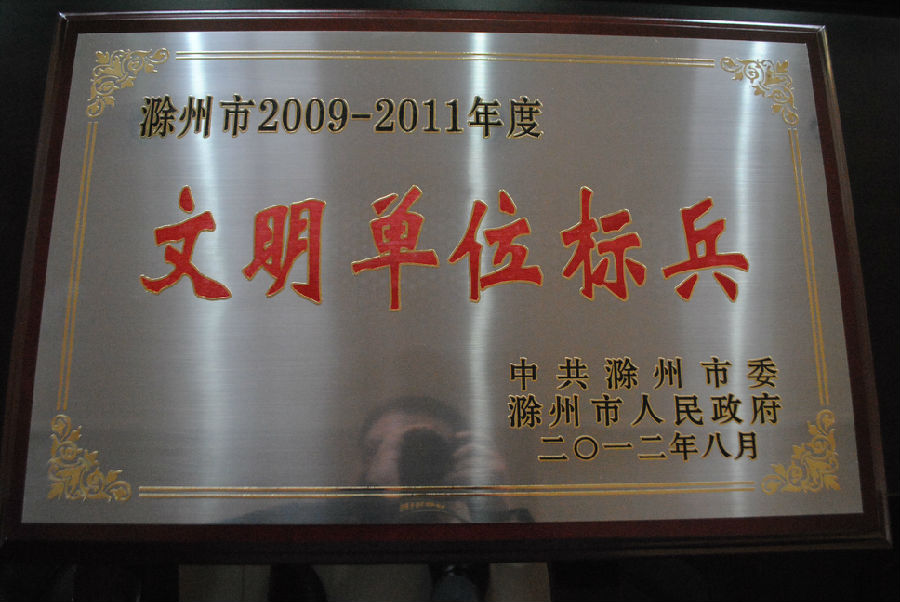 滁州市2009-2011年度
文明单位标兵
中共滁州市委
滁州市人民政府
二〇一二年八月